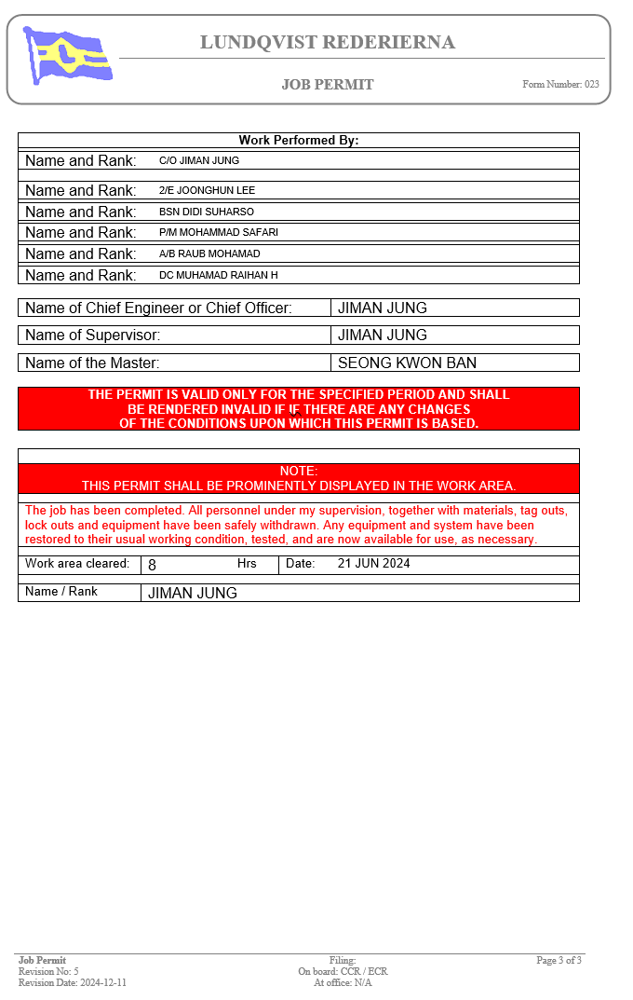 LUNDQVIST REDERIERNA
JOB PERMIT
Form Number: 023
Work Performed By:
Name and Rank: C/O JIMAN JUNG
Name and Rank: 2/E JOONGHUN LEE
Name and Rank: BSN DIDI SUHARSO
Name and Rank: P/M MOHAMMAD SAFARI
Name and Rank: A/B RAUB MOHAMAD
Name and Rank: DC MUHAMAD RAIHAN H
Name of Chief Engineer or Chief Officer: JIMAN JUNG
Name of Supervisor: JIMAN JUNG
Name of the Master: SEONG KWON BAN
THE PERMIT IS VALID ONLY FOR THE SPECIFIED PERIOD AND SHALL
BE RENDERED INVALID IF IF THERE ARE ANY CHANGES
OF THE CONDITIONS UPON WHICH THIS PERMIT IS BASED.
NOTE:
THIS PERMIT SHALL BE PROMINENTLY DISPLAYED IN THE WORK AREA.
The job has been completed. All personnel under my supervision, together with materials, tag outs,
lock outs and equipment have been safely withdrawn. Any equipment and system have been
restored to their usual working condition, tested, and are now available for use, as necessary.
Work area cleared: 8 Hrs Date: 21 JUN 2024
Name / Rank JIMAN JUNG
Job Permit Filing: Page 3 of 3
Revision No: 5 On board: CCR / ECR
Revision Date: 2024-12-11 At office: N/A